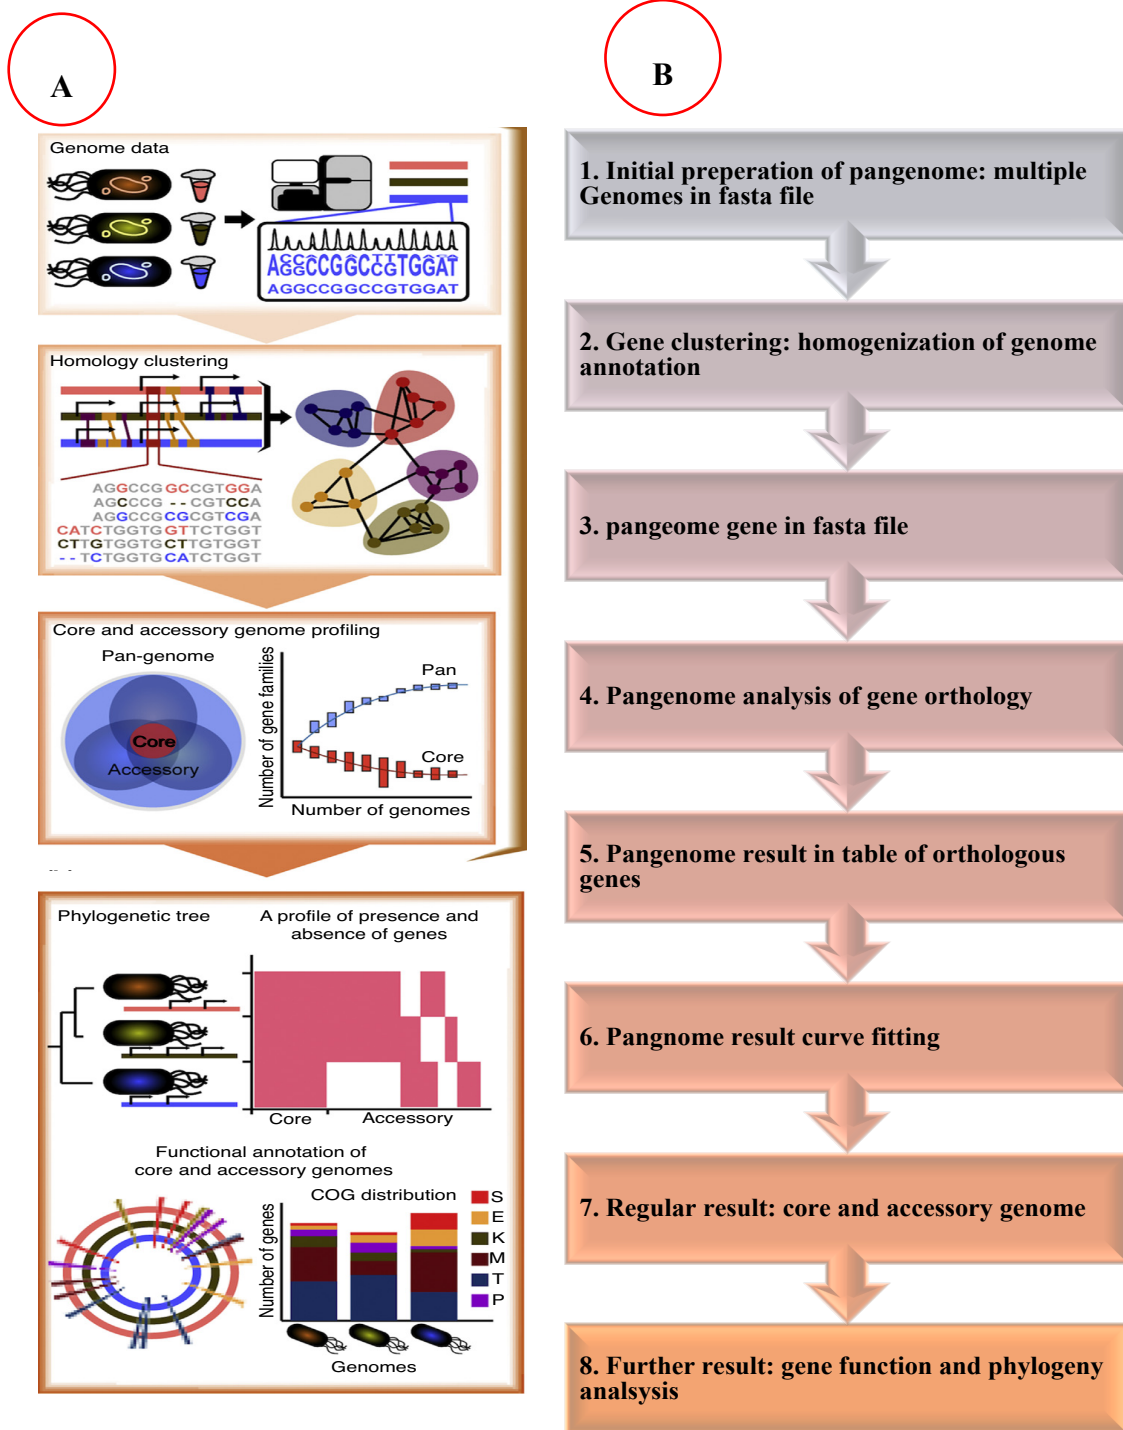 A
Genome data
ACCACGGCTTTGGAT
AGGCCGGCCGTGGAT
Homology clustering
AGGCCGGCCGTGGA
AGCCCG--CGTCCA
AGGCCGCGCGTCGA
CATCTGGTGGTTCTGGT
CTTGTGGTGCTTGTGGT
--TCTGGTGCATCTGGT
Core and accessory genome profiling
Pan-genome
Core
Accessory
Number of gene families
Pan
Core
Number of genomes
Phylogenetic tree
A profile of presence and
absence of genes
Core
Accessory
Functional annotation of
core and accessory genomes
COG distribution
S
E
K
M
T
P
Number of genes
Genomes
B
1. Initial preperation of pangenome: multiple
Genomes in fasta file
2. Gene clustering: homogenization of genome
annotation
3. pangeome gene in fasta file
4. Pangenome analysis of gene orthology
5. Pangenome result in table of orthologous
genes
6. Pangnome result curve fitting
7. Regular result: core and accessory genome
8. Further result: gene function and phylogeny
analsysis